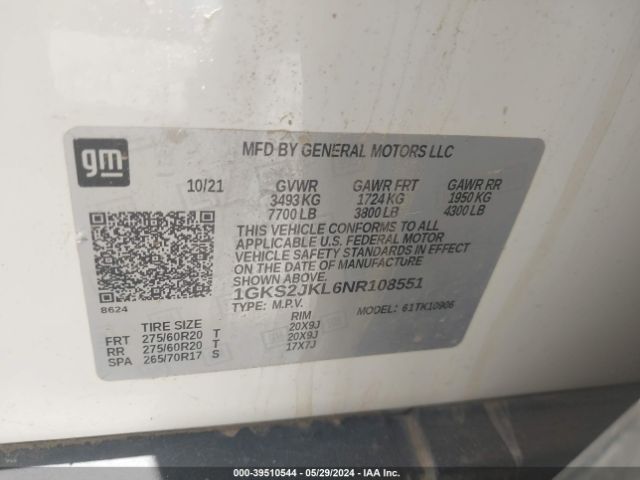 gm
MFD BY GENERAL MOTORS LLC
10/21 GVWR GAWR FRT GAWR RR
3493 KG 1724 KG 1950 KG
7700 LB 3800 LB 4300 LB
THIS VEHICLE CONFORMS TO ALL
APPLICABLE U.S. FEDERAL MOTOR
VEHICLE SAFETY STANDARDS IN EFFECT
ON THE DATE OF MANUFACTURE
SHOWN ABOVE.
1GKS2JKL6NR108551
8624
TYPE: M.P.V. MODEL: 61TK10906
TIRE SIZE RIM
FRT 275/60R20 T 20X9J
RR 275/60R20 T 20X9J
SPA 265/70R17 S 17X7J
000-39510544 - 05/29/2024 - IAA Inc.